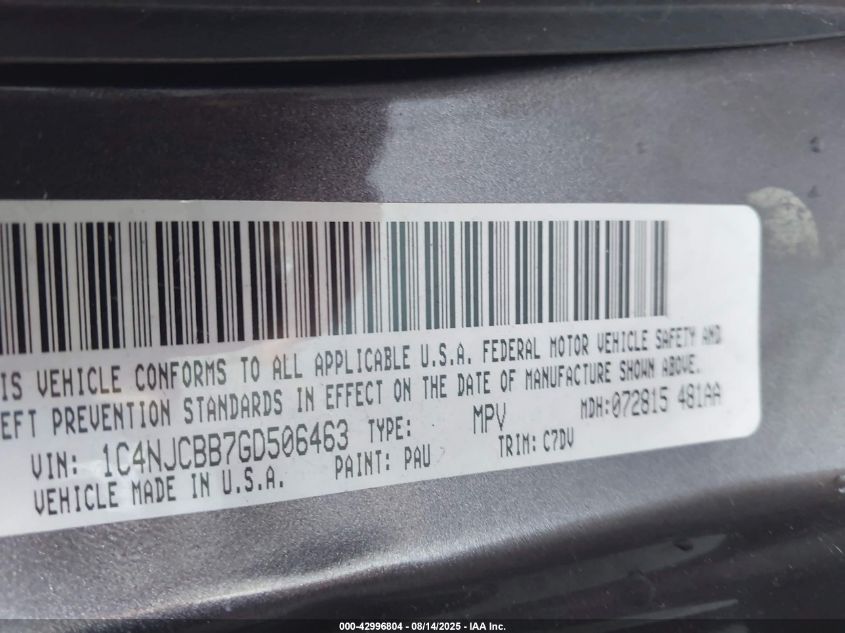 IS VEHICLE CONFORMS TO ALL APPLICABLE U.S.A. FEDERAL MOTOR VEHICLE SAFETY AND
EFT PREVENTION STANDARDS IN EFFECT ON THE DATE OF MANUFACTURE SHOWN ABOVE.
VIN: 1C4NJCBB7GD506463 TYPE: MPV MDH:072815 481AA
VEHICLE MADE IN U.S.A. PAINT: PAU TRIM: C7DV
000-42996804 08/14/2025 - IAA Inc.